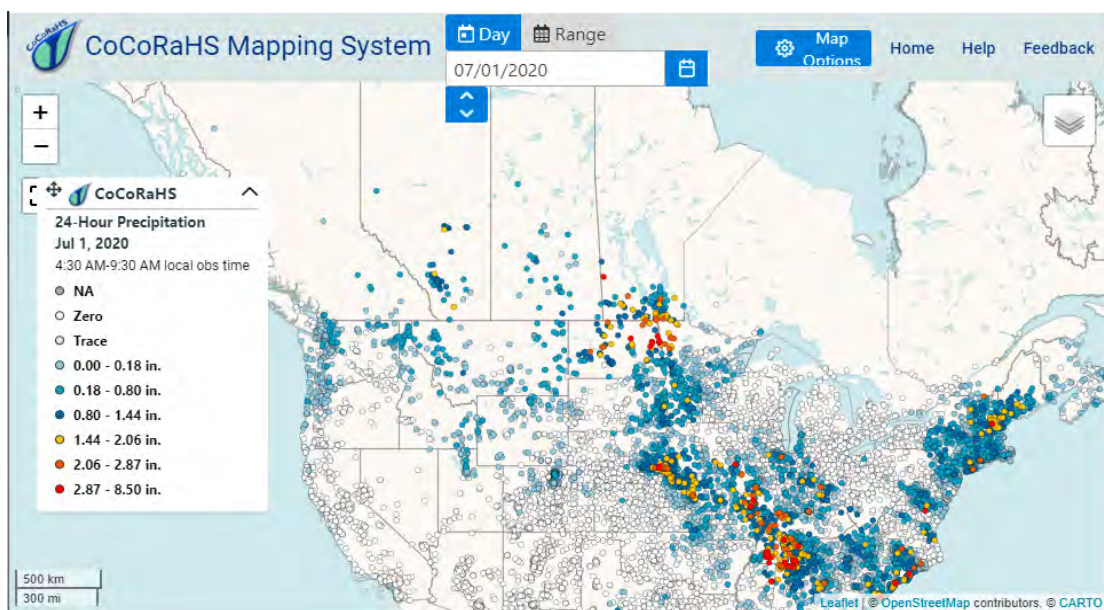 CoCoRaHS
CoCoRaHS Mapping System
Day
Range
07/01/2020
Map
Options
Home
Help
Feedback
+
−
CoCoRaHS
24-Hour Precipitation
Jul 1, 2020
4:30 AM-9:30 AM local obs time
NA
Zero
Trace
0.00 - 0.18 in.
0.18 - 0.80 in.
0.80 - 1.44 in.
1.44 - 2.06 in.
2.06 - 2.87 in.
2.87 - 8.50 in.
500 km
300 mi
Leaflet | © OpenStreetMap contributors, © CARTO